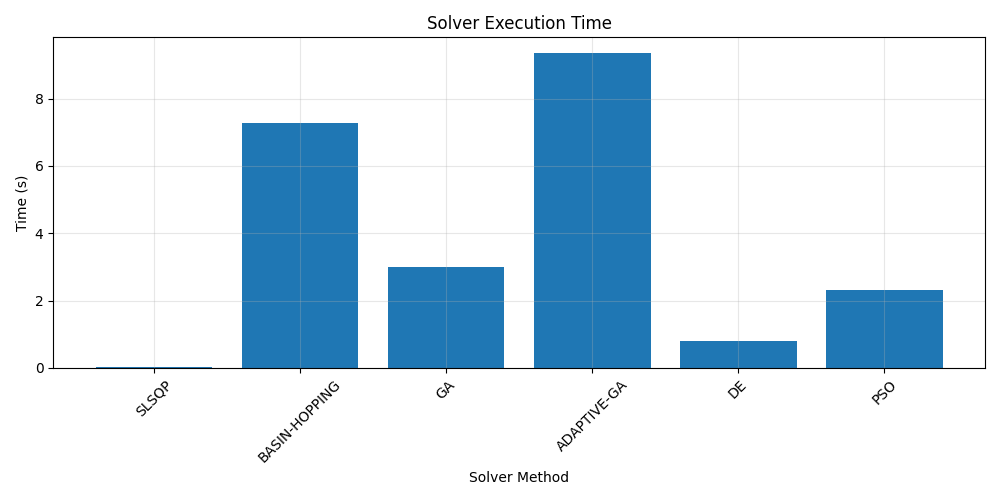 Solver Execution Time
Time (s)
8
6
4
2
0
SLSQP
BASIN-HOPPING
GA
ADAPTIVE-GA
DE
PSO
Solver Method